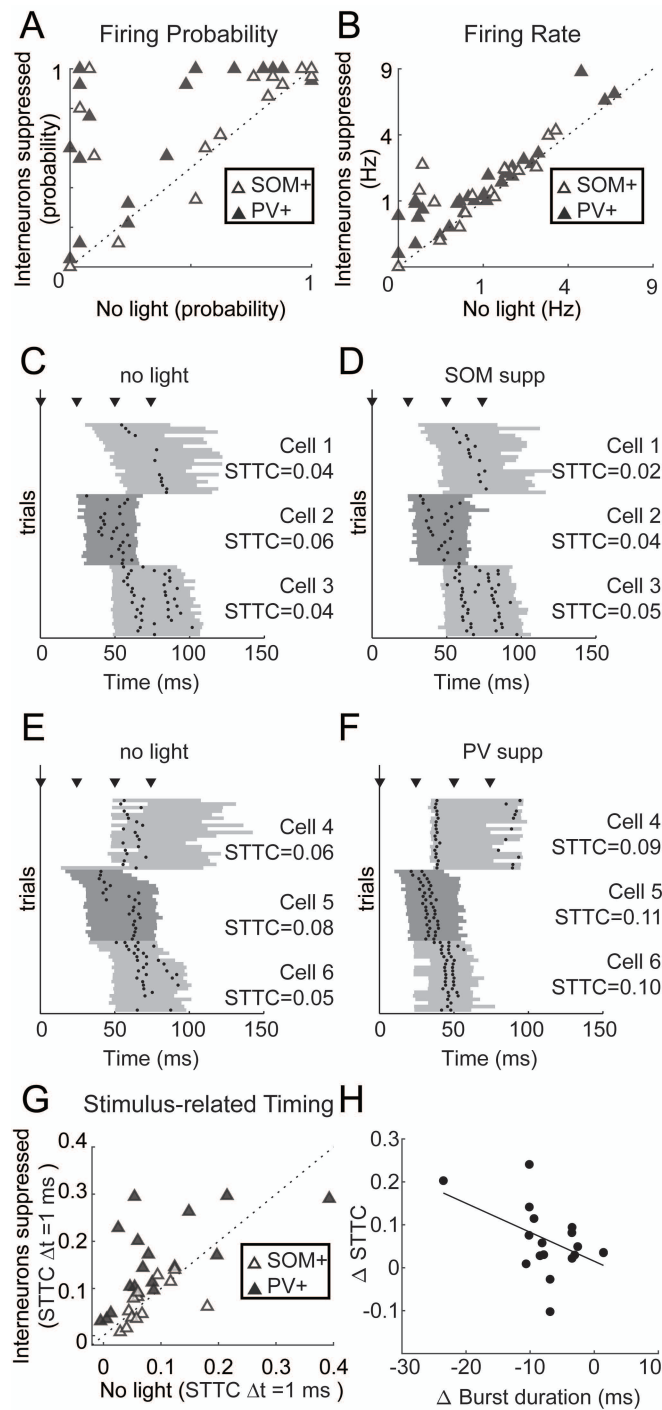 A
Firing Probability
Interneurons suppressed
(probability)
1
0
0
1
No light (probability)
SOM+
PV+
B
Firing Rate
Interneurons suppressed
(Hz)
9
4
1
0
0
1
4
9
No light (Hz)
SOM+
PV+
C
no light
trials
Cell 1
STTC=0.04
Cell 2
STTC=0.06
Cell 3
STTC=0.04
0
50
100
150
Time (ms)
D
SOM supp
trials
Cell 1
STTC=0.02
Cell 2
STTC=0.04
Cell 3
STTC=0.05
0
50
100
150
Time (ms)
E
no light
trials
Cell 4
STTC=0.06
Cell 5
STTC=0.08
Cell 6
STTC=0.05
0
50
100
150
Time (ms)
F
PV supp
trials
Cell 4
STTC=0.09
Cell 5
STTC=0.11
Cell 6
STTC=0.10
0
50
100
150
Time (ms)
G
Stimulus-related Timing
Interneurons suppressed
(STTC Δt =1 ms )
0.4
0.3
0.2
0.1
0
0
0.1
0.2
0.3
0.4
No light (STTC Δt =1 ms )
SOM+
PV+
H
Δ STTC
0.3
0.2
0.1
0
-0.1
-30
-20
-10
0
10
Δ Burst duration (ms)